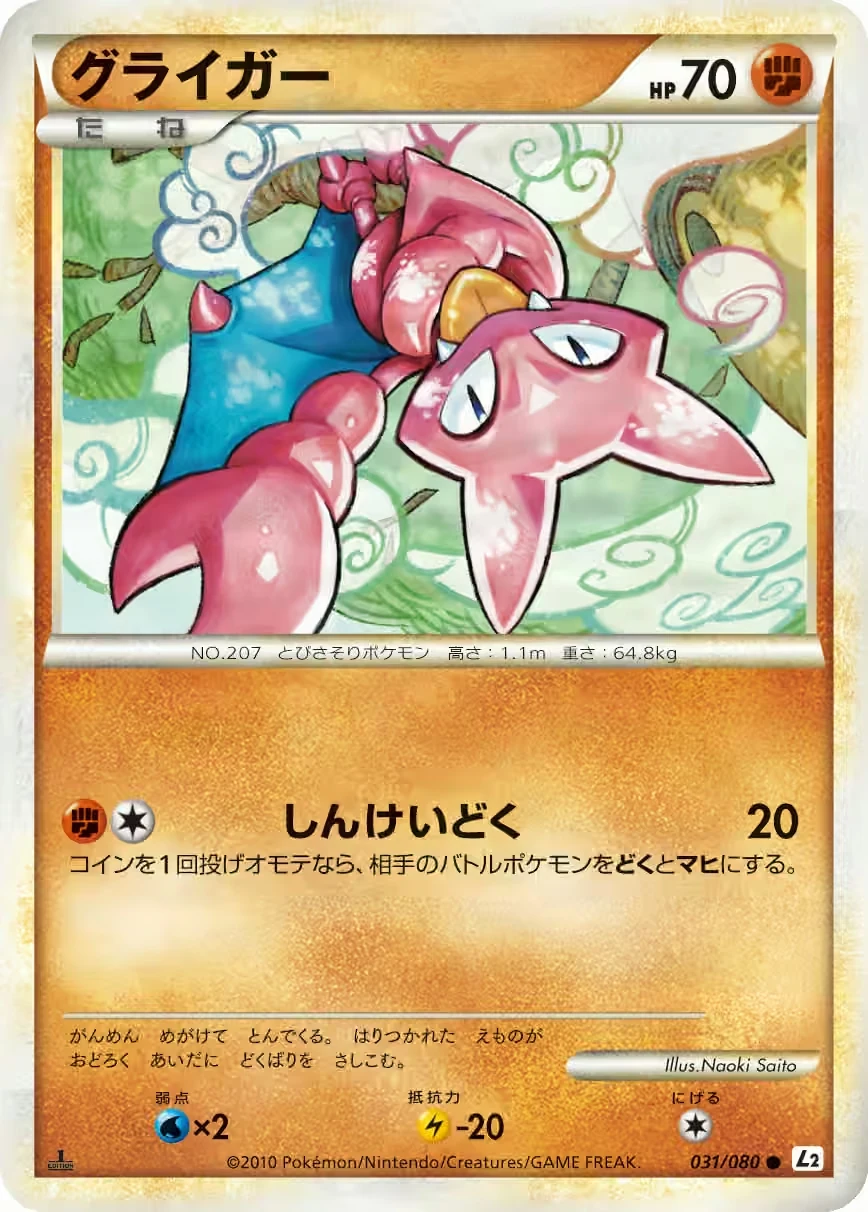 グライガー
HP70
たね
NO.207 とびさそりポケモン 高さ：1.1m 重さ：64.8kg
しんけいどく 20
コインを1回投げオモテなら、相手のバトルポケモンをどくとマヒにする。
がんめん めがけて とんでくる。 はりつかれた えものが
おどろく あいだに どくばりを さしこむ。
Illus.Naoki Saito
弱点 抵抗力 にげる
×2 -20
1 EDITION
©2010 Pokémon/Nintendo/Creatures/GAME FREAK.
031/080 ● L2